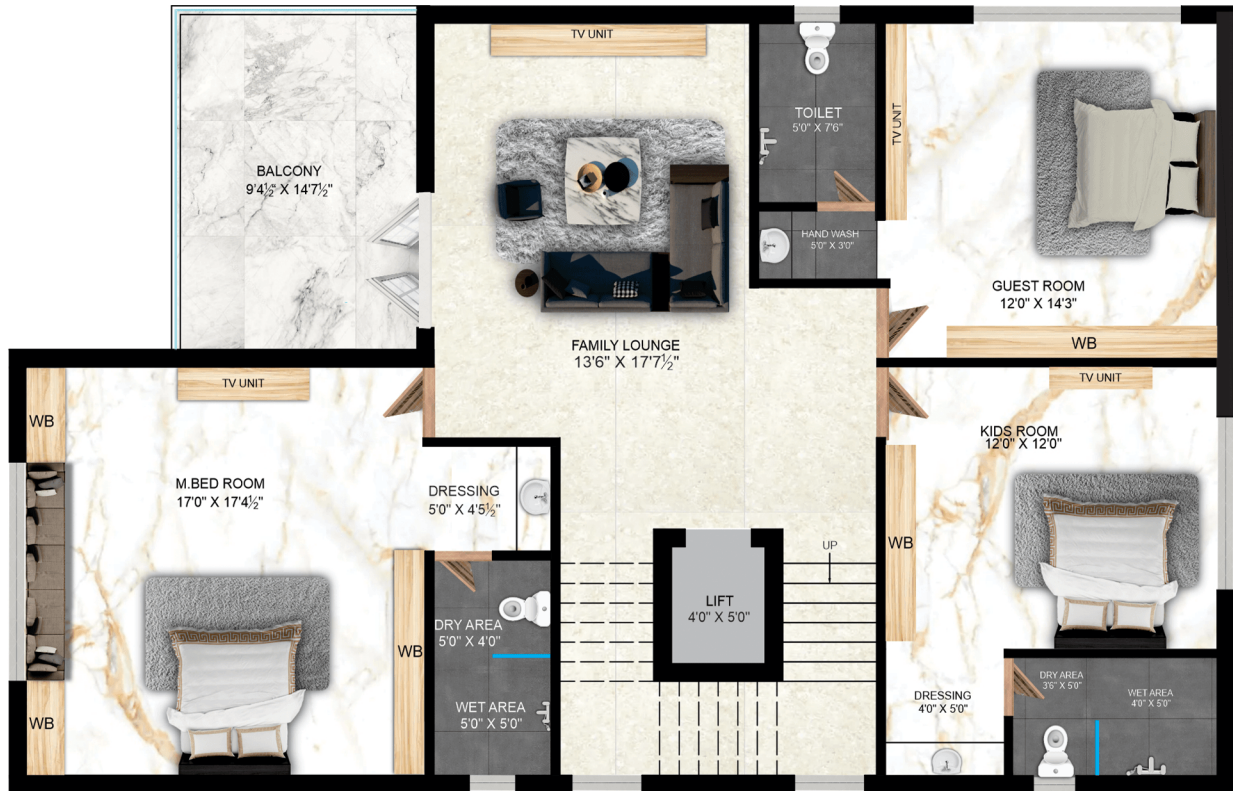 TV UNIT
TOILET
5'0" X 7'6"
TV UNIT
BALCONY
9'4½" X 14'7½"
HAND WASH
5'0" X 3'0"
GUEST ROOM
12'0" X 14'3"
WB
FAMILY LOUNGE
13'6" X 17'7½"
TV UNIT
TV UNIT
WB
KIDS ROOM
12'0" X 12'0"
M.BED ROOM
17'0" X 17'4½"
DRESSING
5'0" X 4'5½"
WB
UP
LIFT
4'0" X 5'0"
DRY AREA
5'0" X 4'0"
WB
WET AREA
5'0" X 5'0"
WB
DRESSING
4'0" X 5'0"
DRY AREA
3'6" X 5'0"
WET AREA
4'0" X 5'0"